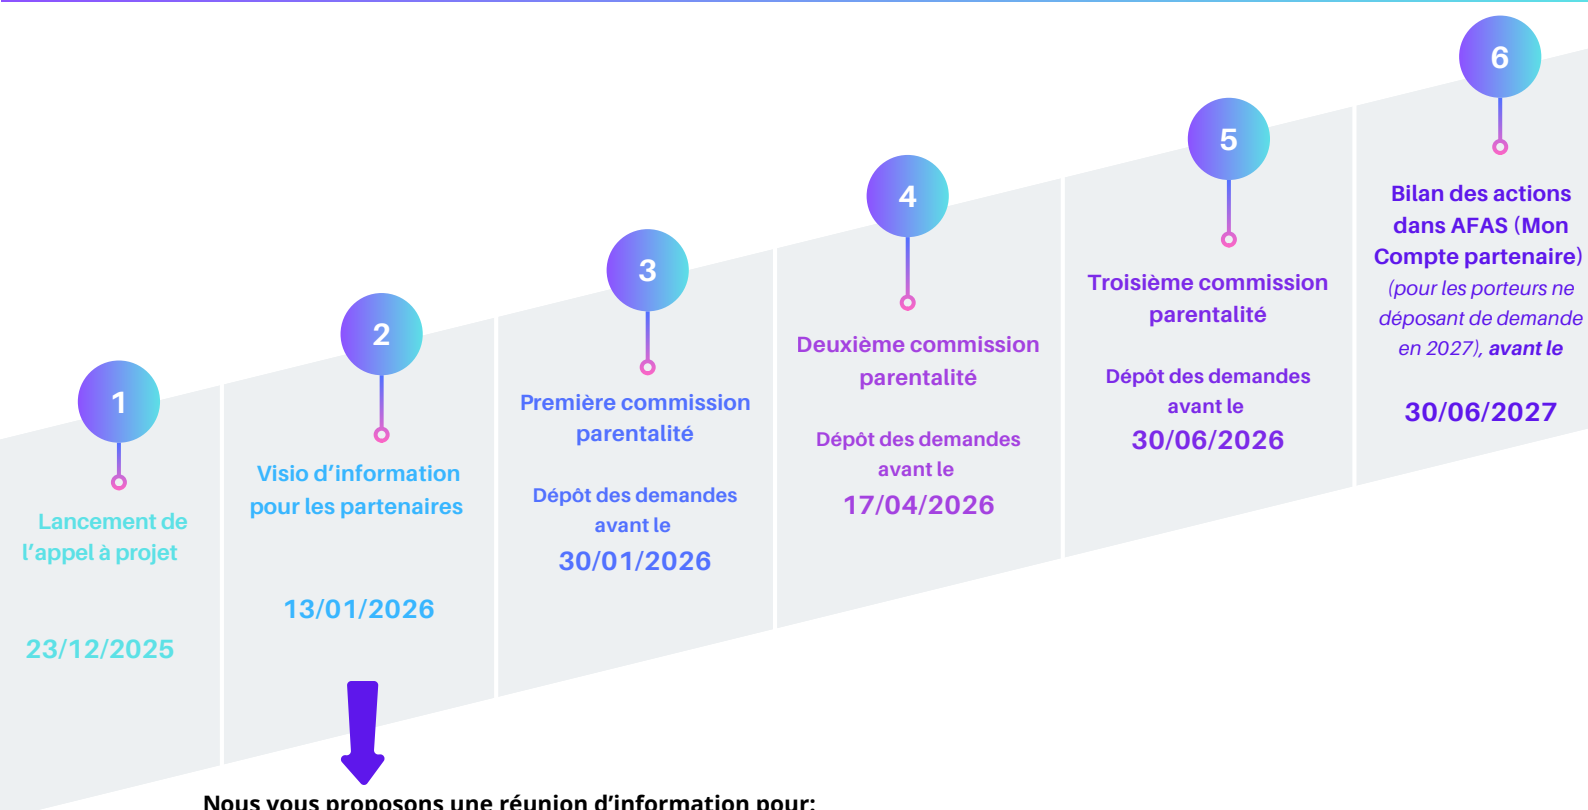 1
Lancement de
l’appel à projet
23/12/2025
2
Visio d’information
pour les partenaires
13/01/2026
3
Première commission
parentalité
Dépôt des demandes
avant le
30/01/2026
4
Deuxième commission
parentalité
Dépôt des demandes
avant le
17/04/2026
5
Troisième commission
parentalité
Dépôt des demandes
avant le
30/06/2026
6
Bilan des actions
dans AFAS (Mon
Compte partenaire)
(pour les porteurs ne
déposant de demande
en 2027), avant le
30/06/2027
Nous vous proposons une réunion d’information pour: